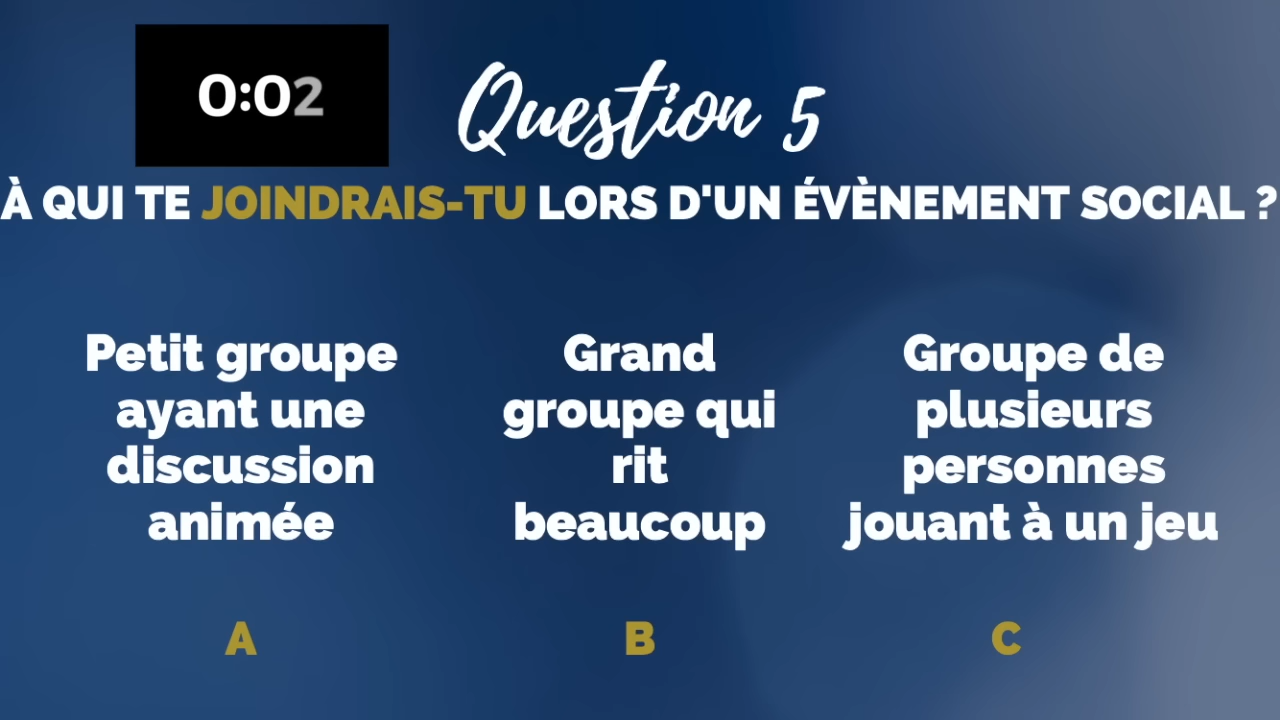 0:02
Question 5
À QUI TE JOINDRAIS-TU LORS D'UN ÉVÈNEMENT SOCIAL ?
Petit groupe
ayant une
discussion
animée
A
Grand
groupe qui
rit
beaucoup
B
Groupe de
plusieurs
personnes
jouant à un jeu
C